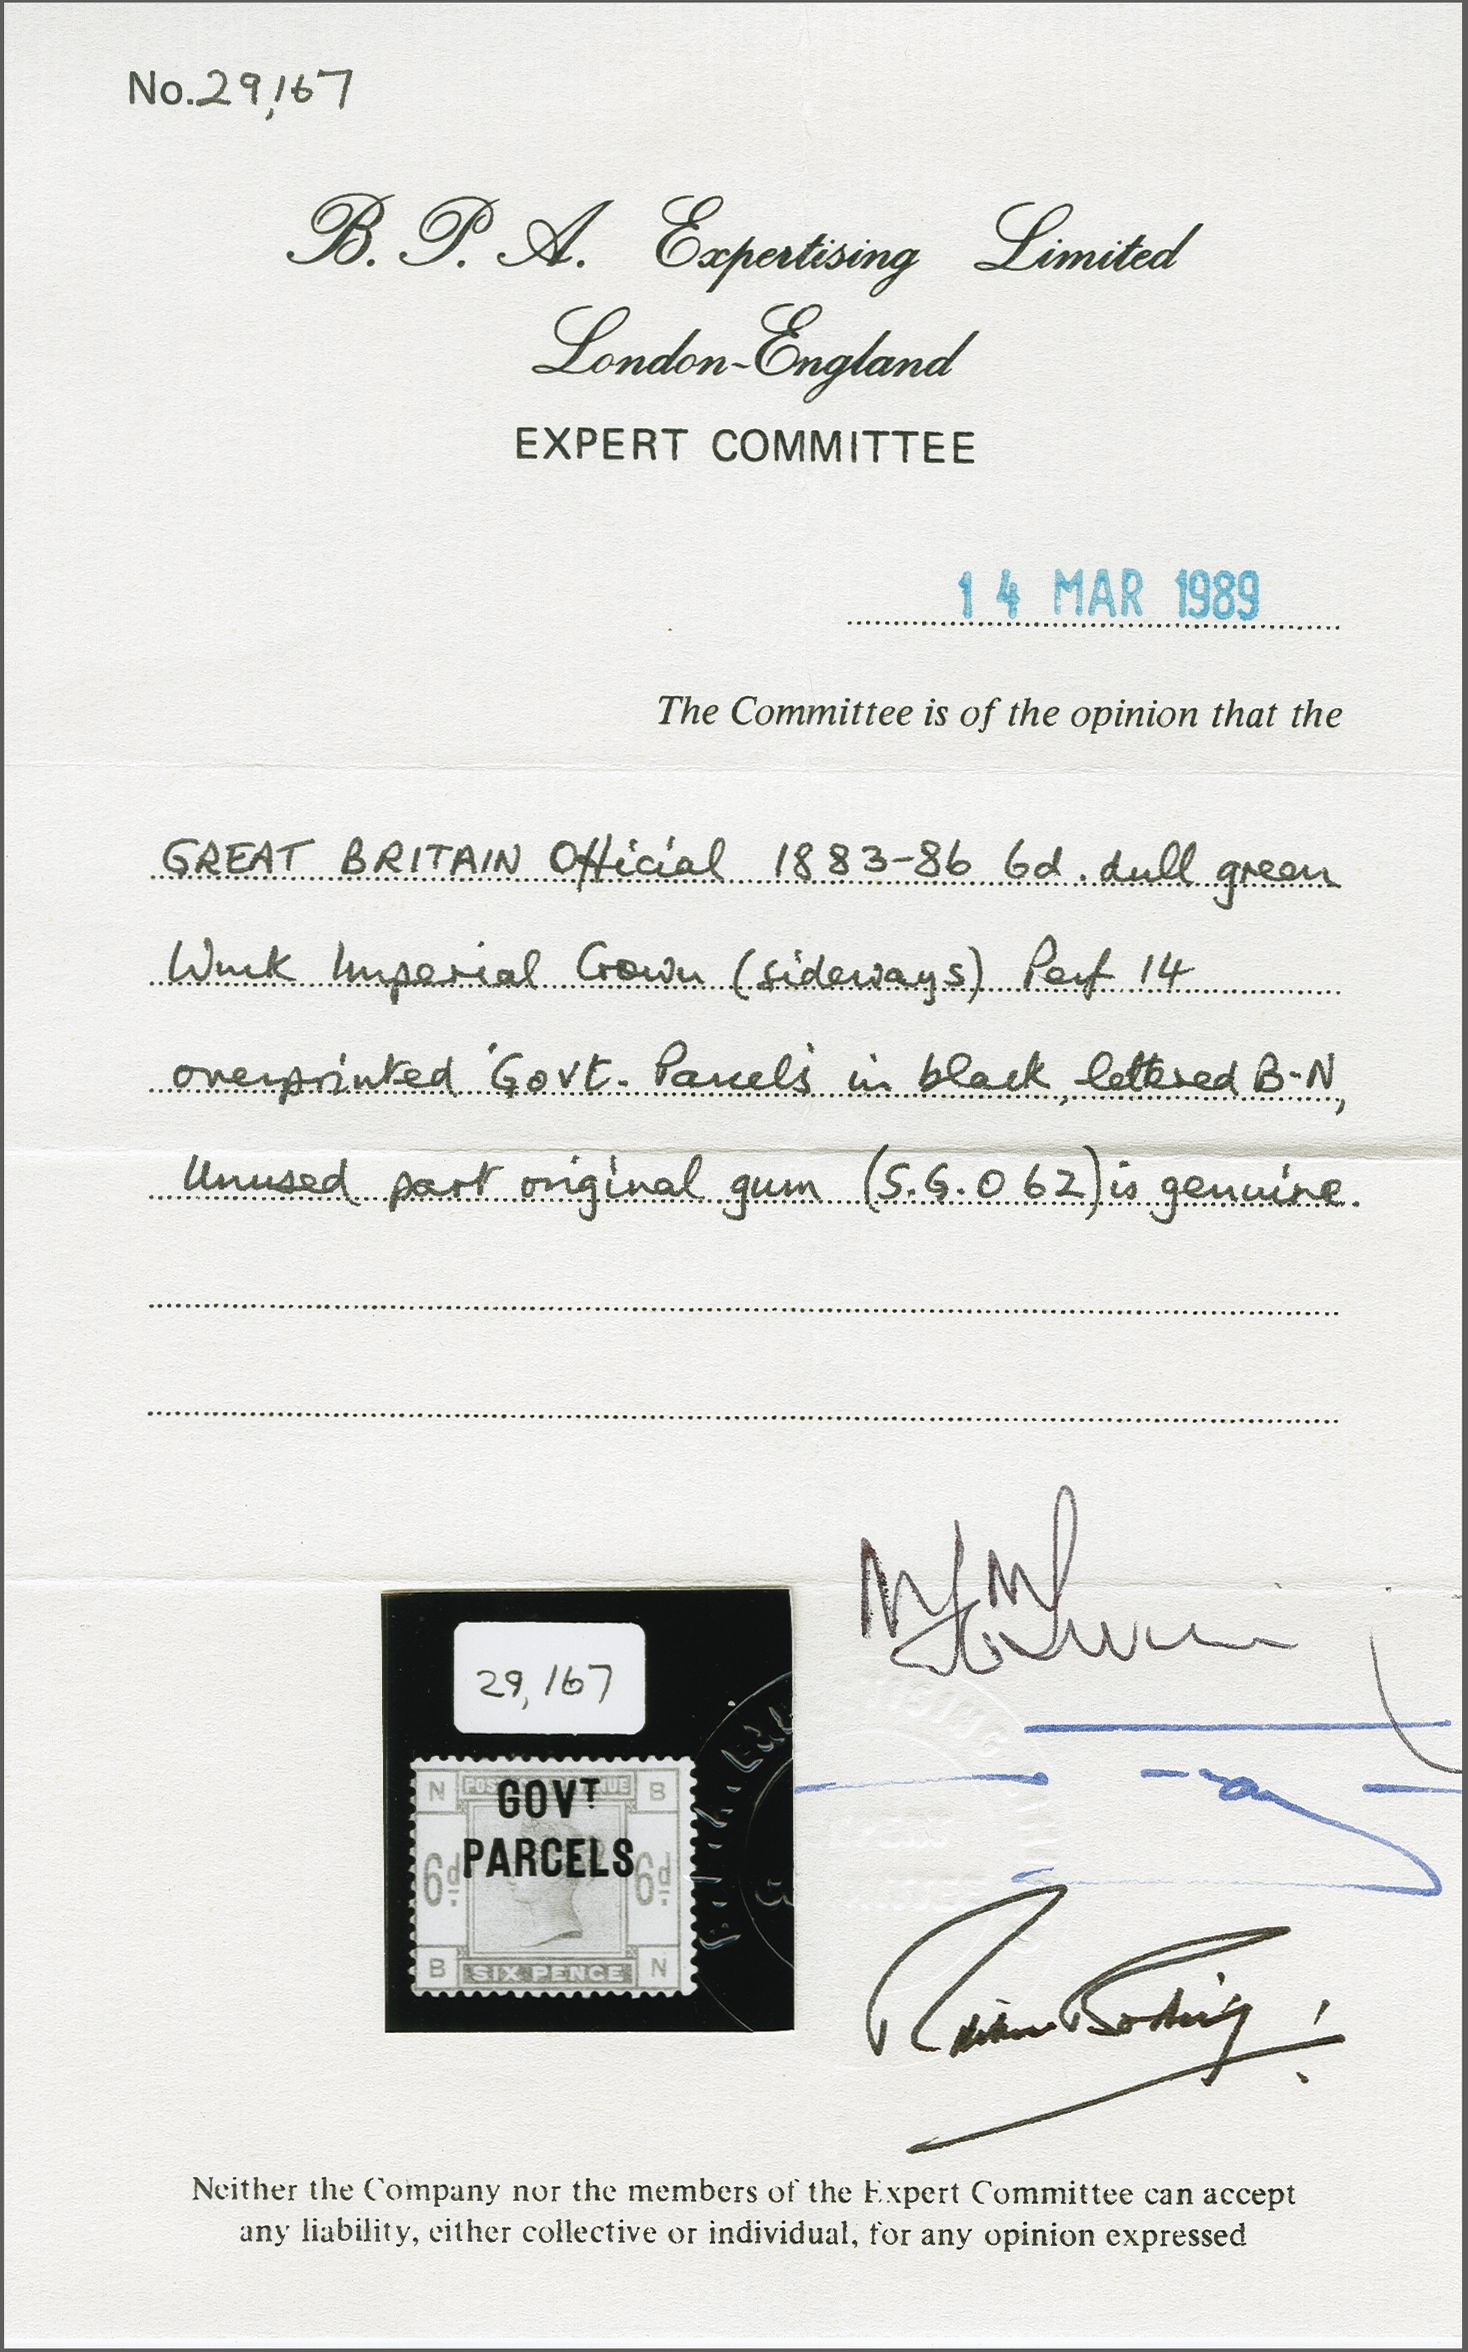 No. 29,167
B. P. A. Expertising Limited
London-England
EXPERT COMMITTEE
14 MAR 1989
The Committee is of the opinion that the
GREAT BRITAIN Official 1883-86 6d. dull green
Wmk Imperial Crown (sideways) Perf 14
overprinted 'Govt. Parcels' in black, lettered B-N,
Unused part original gum (S.G. O 62) is genuine.
29,167
N POST NUE B
GOVT
PARCELS
6d. 6d.
B SIX PENCE N
Neither the Company nor the members of the Expert Committee can accept
any liability, either collective or individual, for any opinion expressed